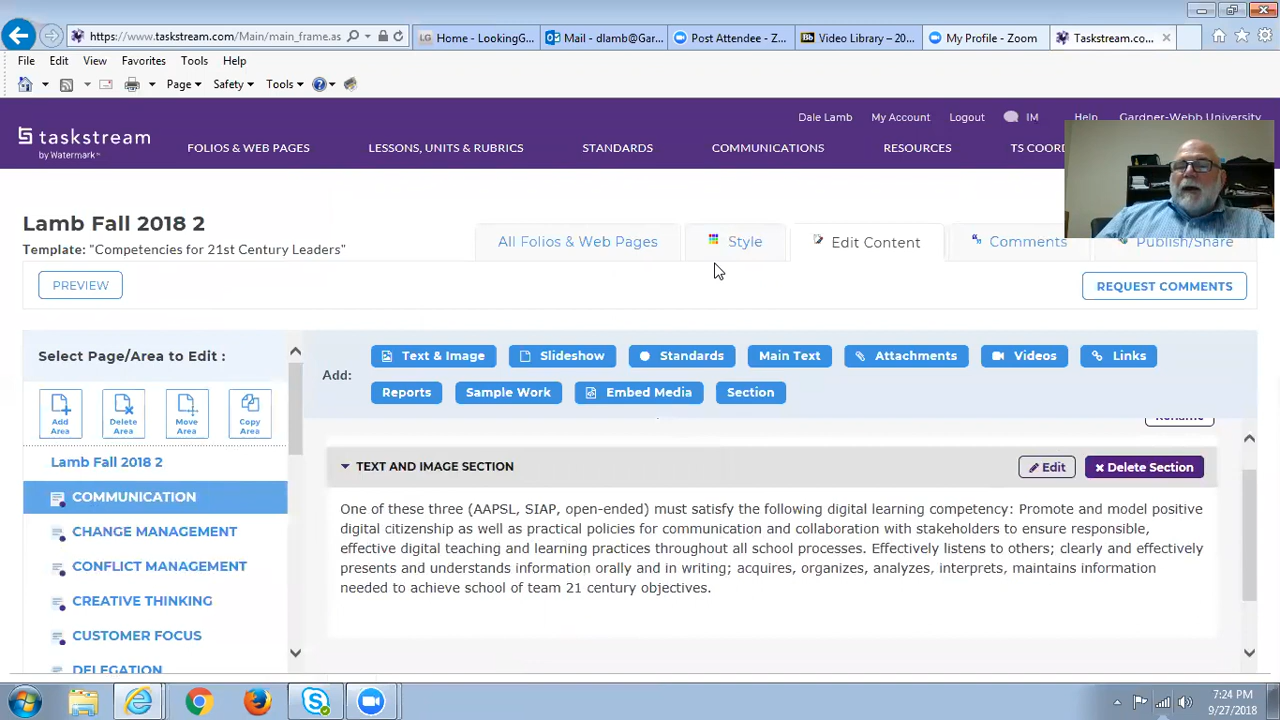 https://www.taskstream.com/Main/main_frame.as
Home - LookingG...
Mail - dlamb@Gar...
Post Attendee - Z...
Video Library – 20...
My Profile - Zoom
Taskstream.co...
File Edit View Favorites Tools Help
Page Safety Tools
Dale Lamb My Account Logout IM Help Gardner-Webb University
taskstream
by Watermark™
FOLIOS & WEB PAGES LESSONS, UNITS & RUBRICS STANDARDS COMMUNICATIONS RESOURCES TS COORD
Lamb Fall 2018 2
Template: "Competencies for 21st Century Leaders"
All Folios & Web Pages Style Edit Content Comments Publish/Share
PREVIEW
REQUEST COMMENTS
Select Page/Area to Edit :
Add Area
Delete Area
Move Area
Copy Area
Add:
Text & Image Slideshow Standards Main Text Attachments Videos Links
Reports Sample Work Embed Media Section
Rename
Lamb Fall 2018 2
COMMUNICATION
CHANGE MANAGEMENT
CONFLICT MANAGEMENT
CREATIVE THINKING
CUSTOMER FOCUS
DELEGATION
TEXT AND IMAGE SECTION
Edit
Delete Section
One of these three (AAPSL, SIAP, open-ended) must satisfy the following digital learning competency: Promote and model positive
digital citizenship as well as practical policies for communication and collaboration with stakeholders to ensure responsible,
effective digital teaching and learning practices throughout all school processes. Effectively listens to others; clearly and effectively
presents and understands information orally and in writing; acquires, organizes, analyzes, interprets, maintains information
needed to achieve school of team 21 century objectives.
7:24 PM
9/27/2018